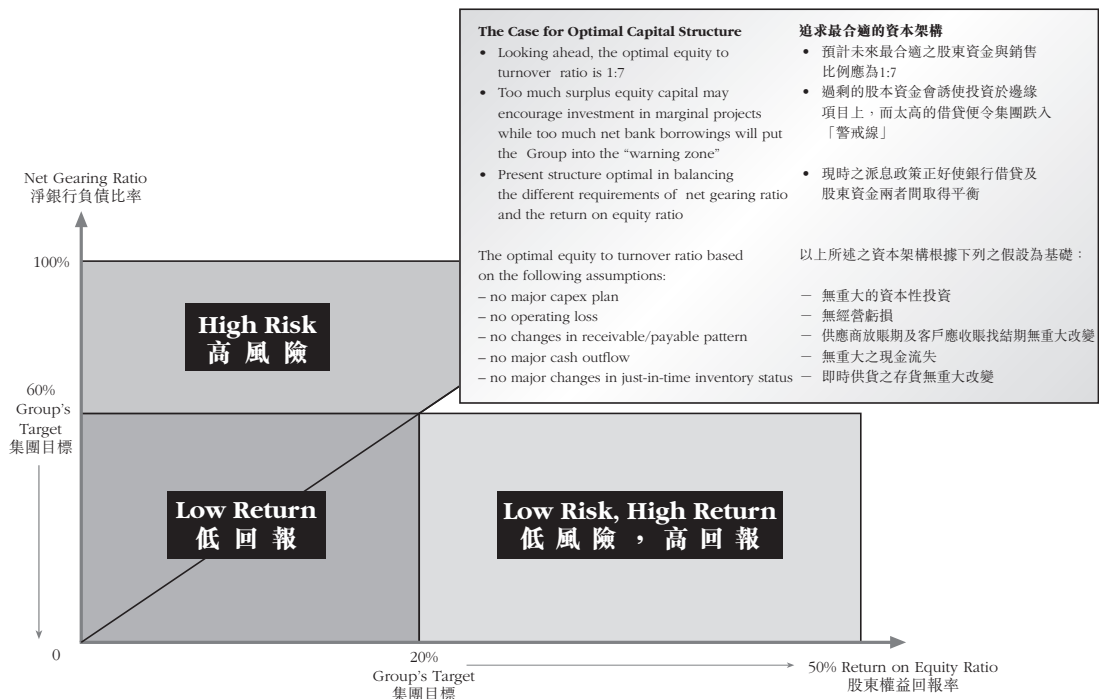 The Case for Optimal Capital Structure
• Looking ahead, the optimal equity to
turnover ratio is 1:7
• Too much surplus equity capital may
encourage investment in marginal projects
while too much net bank borrowings will put
the Group into the “warning zone”
• Present structure optimal in balancing
the different requirements of net gearing ratio
and the return on equity ratio
The optimal equity to turnover ratio based
on the following assumptions:
– no major capex plan
– no operating loss
– no changes in receivable/payable pattern
– no major cash outflow
– no major changes in just-in-time inventory status
追求最合適的資本架構
• 預計未來最合適之股東資金與銷售
比例應為1:7
• 過剩的股本資金會誘使投資於邊緣
項目上，而太高的借貸便令集團跌入
「警戒線」
• 現時之派息政策正好使銀行借貸及
股東資金兩者間取得平衡
以上所述之資本架構根據下列之假設為基礎：
－ 無重大的資本性投資
－ 無經營虧損
－ 供應商放賬期及客戶應收賬找結期無重大改變
－ 無重大之現金流失
－ 即時供貨之存貨無重大改變
Net Gearing Ratio
淨銀行負債比率
100%
High Risk
高風險
60%
Group's
Target
集團目標
Low Return
低回報
Low Risk, High Return
低風險，高回報
0
20%
Group's Target
集團目標
50% Return on Equity Ratio
股東權益回報率